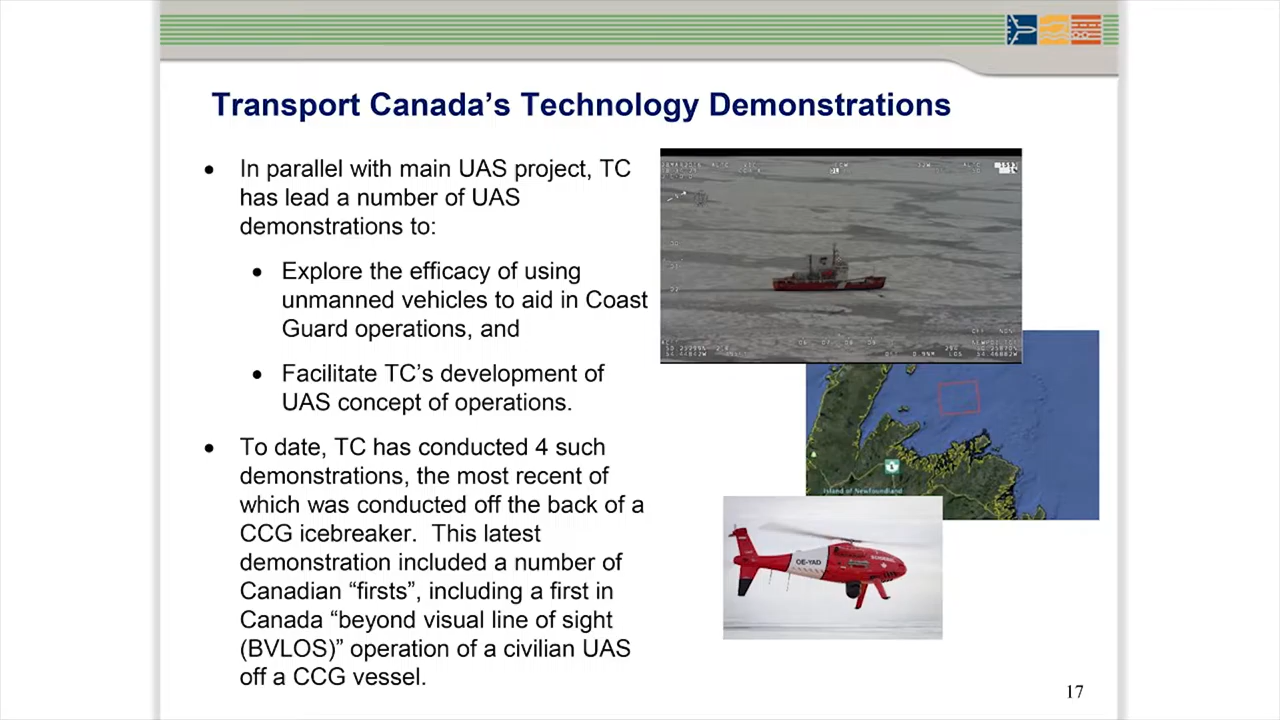 Transport Canada’s Technology Demonstrations
• In parallel with main UAS project, TC
has lead a number of UAS
demonstrations to:
• Explore the efficacy of using
unmanned vehicles to aid in Coast
Guard operations, and
• Facilitate TC’s development of
UAS concept of operations.
• To date, TC has conducted 4 such
demonstrations, the most recent of
which was conducted off the back of a
CCG icebreaker. This latest
demonstration included a number of
Canadian “firsts”, including a first in
Canada “beyond visual line of sight
(BVLOS)” operation of a civilian UAS
off a CCG vessel.
Island of Newfoundland
OE-YAD
17